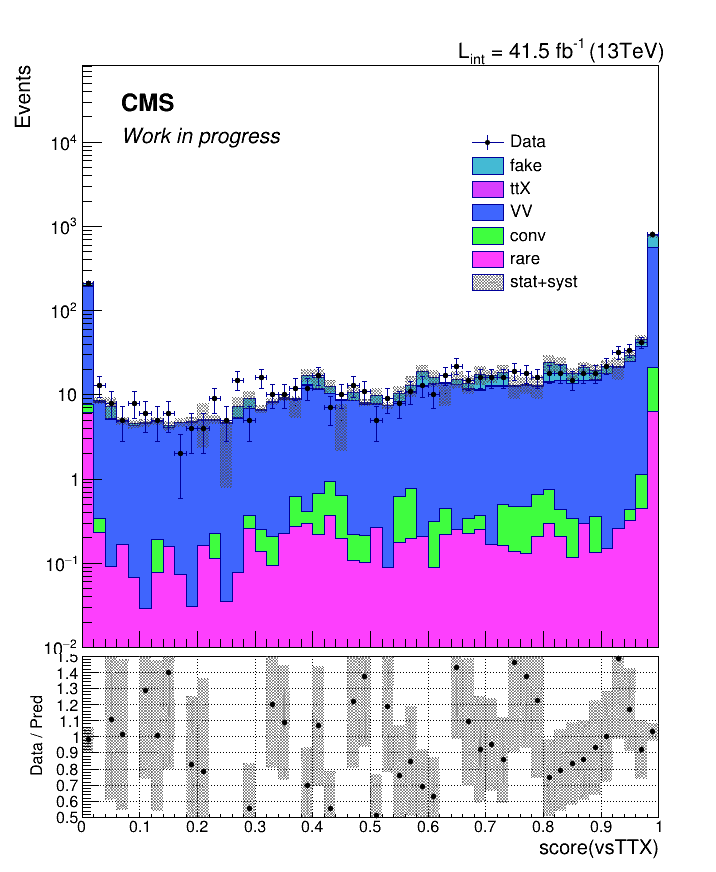 L_int = 41.5 fb^-1 (13TeV)
Events
CMS
Work in progress
Data
fake
ttX
VV
conv
rare
stat+syst
10^4
10^3
10^2
10
1
10^−1
10^−2
Data / Pred
1.5
1.4
1.3
1.2
1.1
1
0.9
0.8
0.7
0.6
0.5
0 0.1 0.2 0.3 0.4 0.5 0.6 0.7 0.8 0.9 1
score(vsTTX)